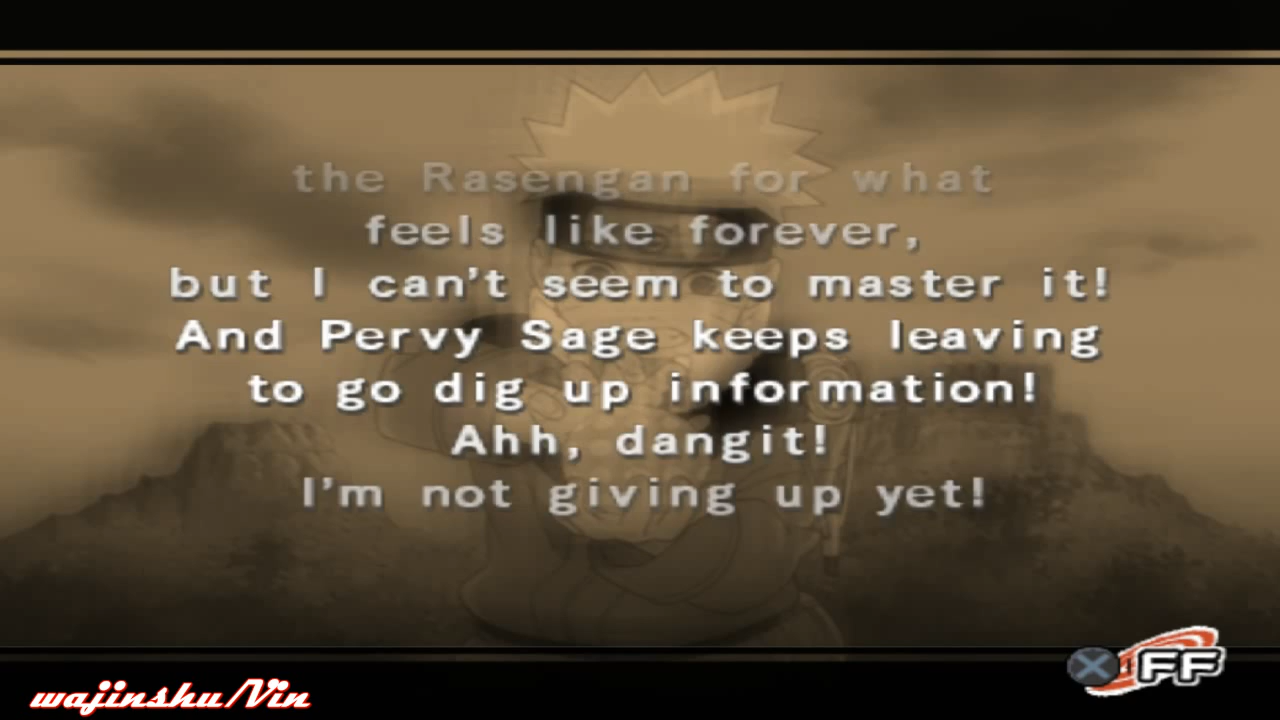 the Rasengan for what
feels like forever,
but I can't seem to master it!
And Pervy Sage keeps leaving
to go dig up information!
Ahh, dangit!
I'm not giving up yet!
FF
wajinshu/Vin